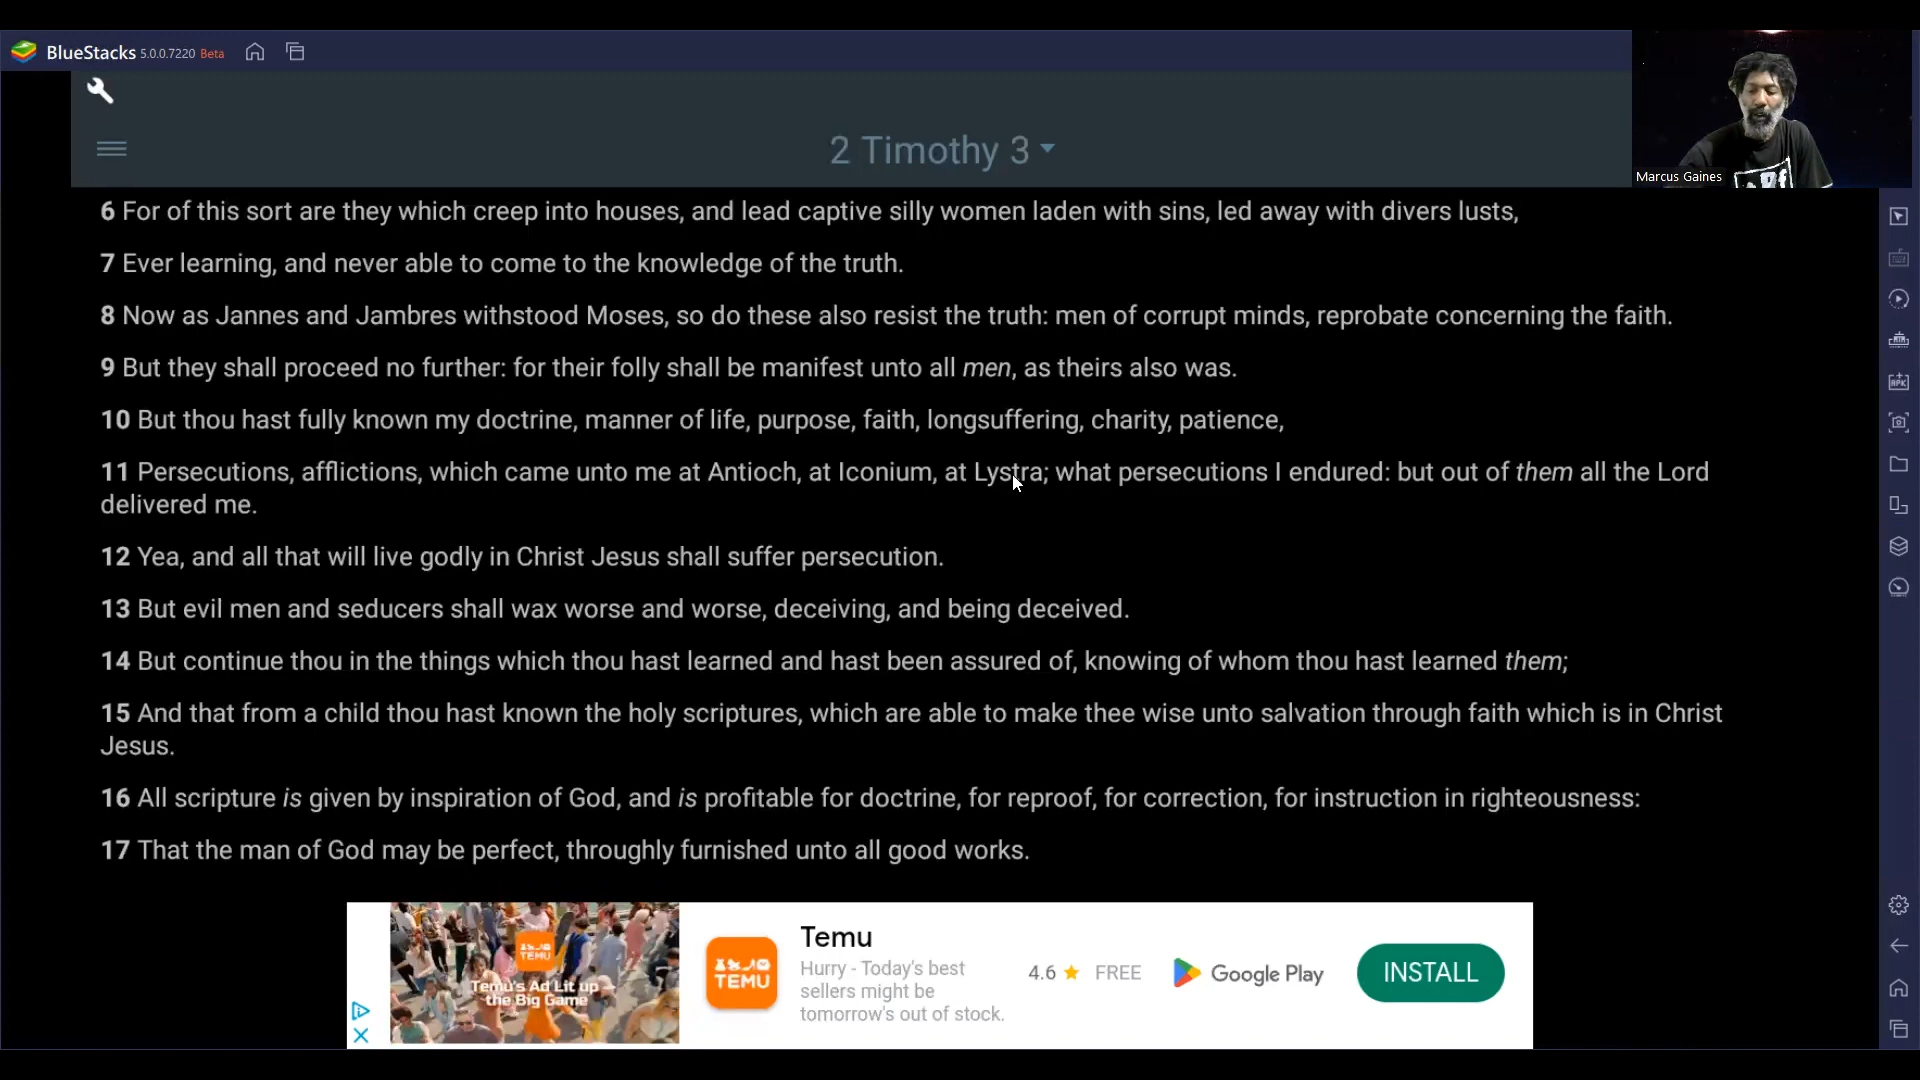 BlueStacks 5.0.0.7220 Beta
2 Timothy 3
Marcus Gaines
6 For of this sort are they which creep into houses, and lead captive silly women laden with sins, led away with divers lusts,
7 Ever learning, and never able to come to the knowledge of the truth.
8 Now as Jannes and Jambres withstood Moses, so do these also resist the truth: men of corrupt minds, reprobate concerning the faith.
9 But they shall proceed no further: for their folly shall be manifest unto all men, as theirs also was.
10 But thou hast fully known my doctrine, manner of life, purpose, faith, longsuffering, charity, patience,
11 Persecutions, afflictions, which came unto me at Antioch, at Iconium, at Lystra; what persecutions I endured: but out of them all the Lord
delivered me.
12 Yea, and all that will live godly in Christ Jesus shall suffer persecution.
13 But evil men and seducers shall wax worse and worse, deceiving, and being deceived.
14 But continue thou in the things which thou hast learned and hast been assured of, knowing of whom thou hast learned them;
15 And that from a child thou hast known the holy scriptures, which are able to make thee wise unto salvation through faith which is in Christ
Jesus.
16 All scripture is given by inspiration of God, and is profitable for doctrine, for reproof, for correction, for instruction in righteousness:
17 That the man of God may be perfect, throughly furnished unto all good works.
TEMU
Temu's Ad Lit up
the Big Game
TEMU
Temu
Hurry - Today's best
sellers might be
tomorrow's out of stock.
4.6 ★ FREE
Google Play
INSTALL